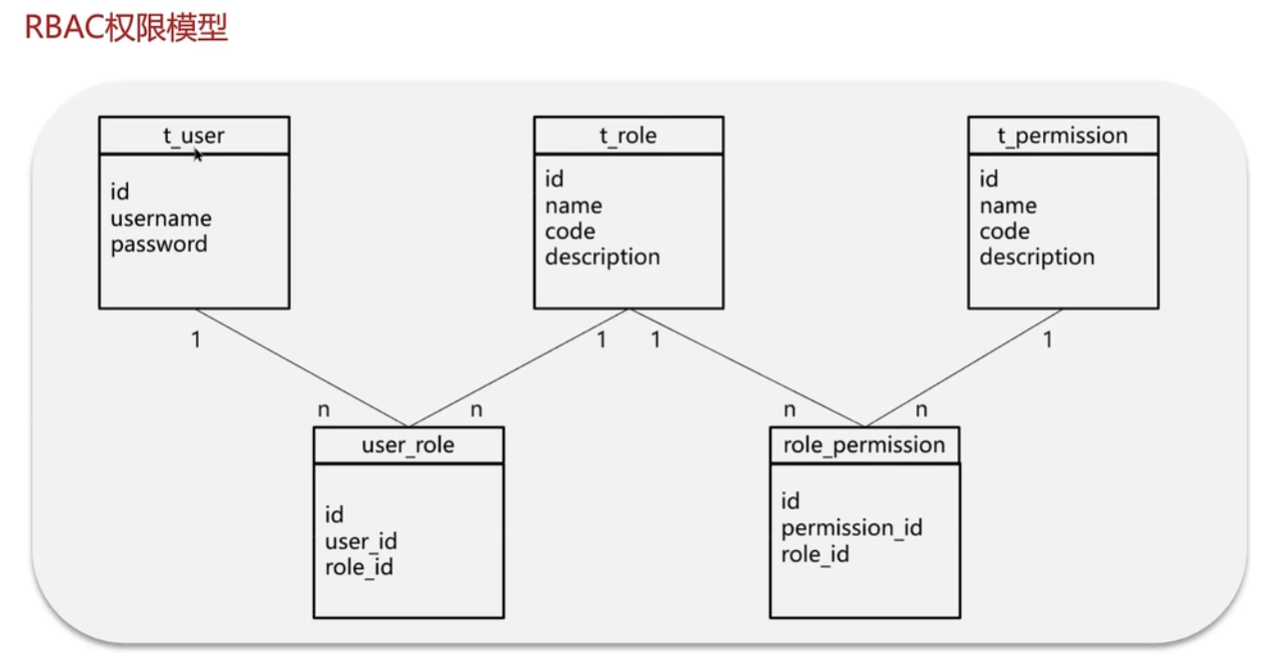 RBAC权限模型
t_user
id
username
password
t_role
id
name
code
description
t_permission
id
name
code
description
1
1
1
1
n
n
n
n
user_role
id
user_id
role_id
role_permission
id
permission_id
role_id